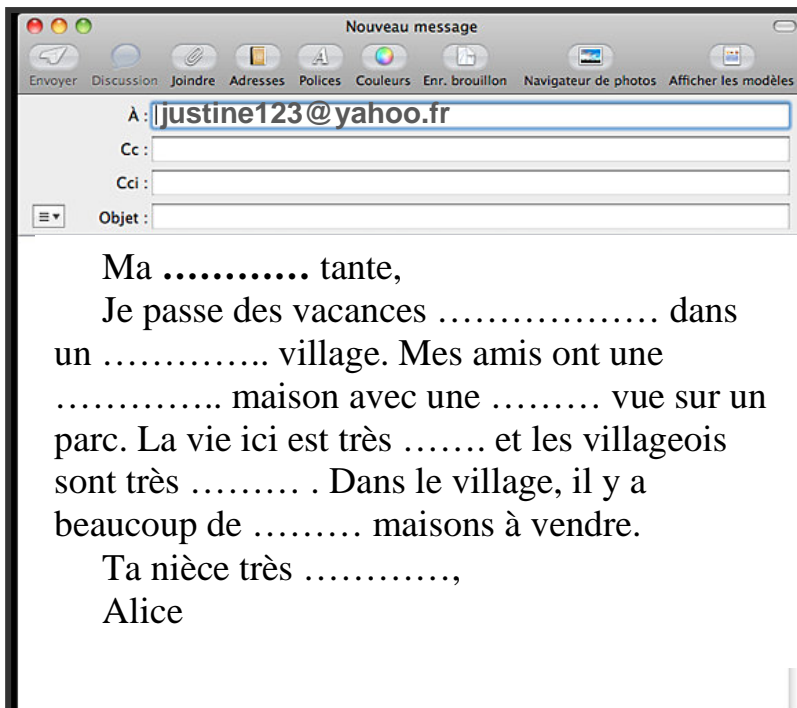 Nouveau message
Envoyer Discussion Joindre Adresses Polices Couleurs Enr. brouillon Navigateur de photos Afficher les modèles
À : justine123@yahoo.fr
Cc :
Cci :
Objet :
Ma ………… tante,
Je passe des vacances ……………… dans
un ………….. village. Mes amis ont une
………….. maison avec une ……… vue sur un
parc. La vie ici est très ……. et les villageois
sont très ……… . Dans le village, il y a
beaucoup de ……… maisons à vendre.
Ta nièce très …………,
Alice